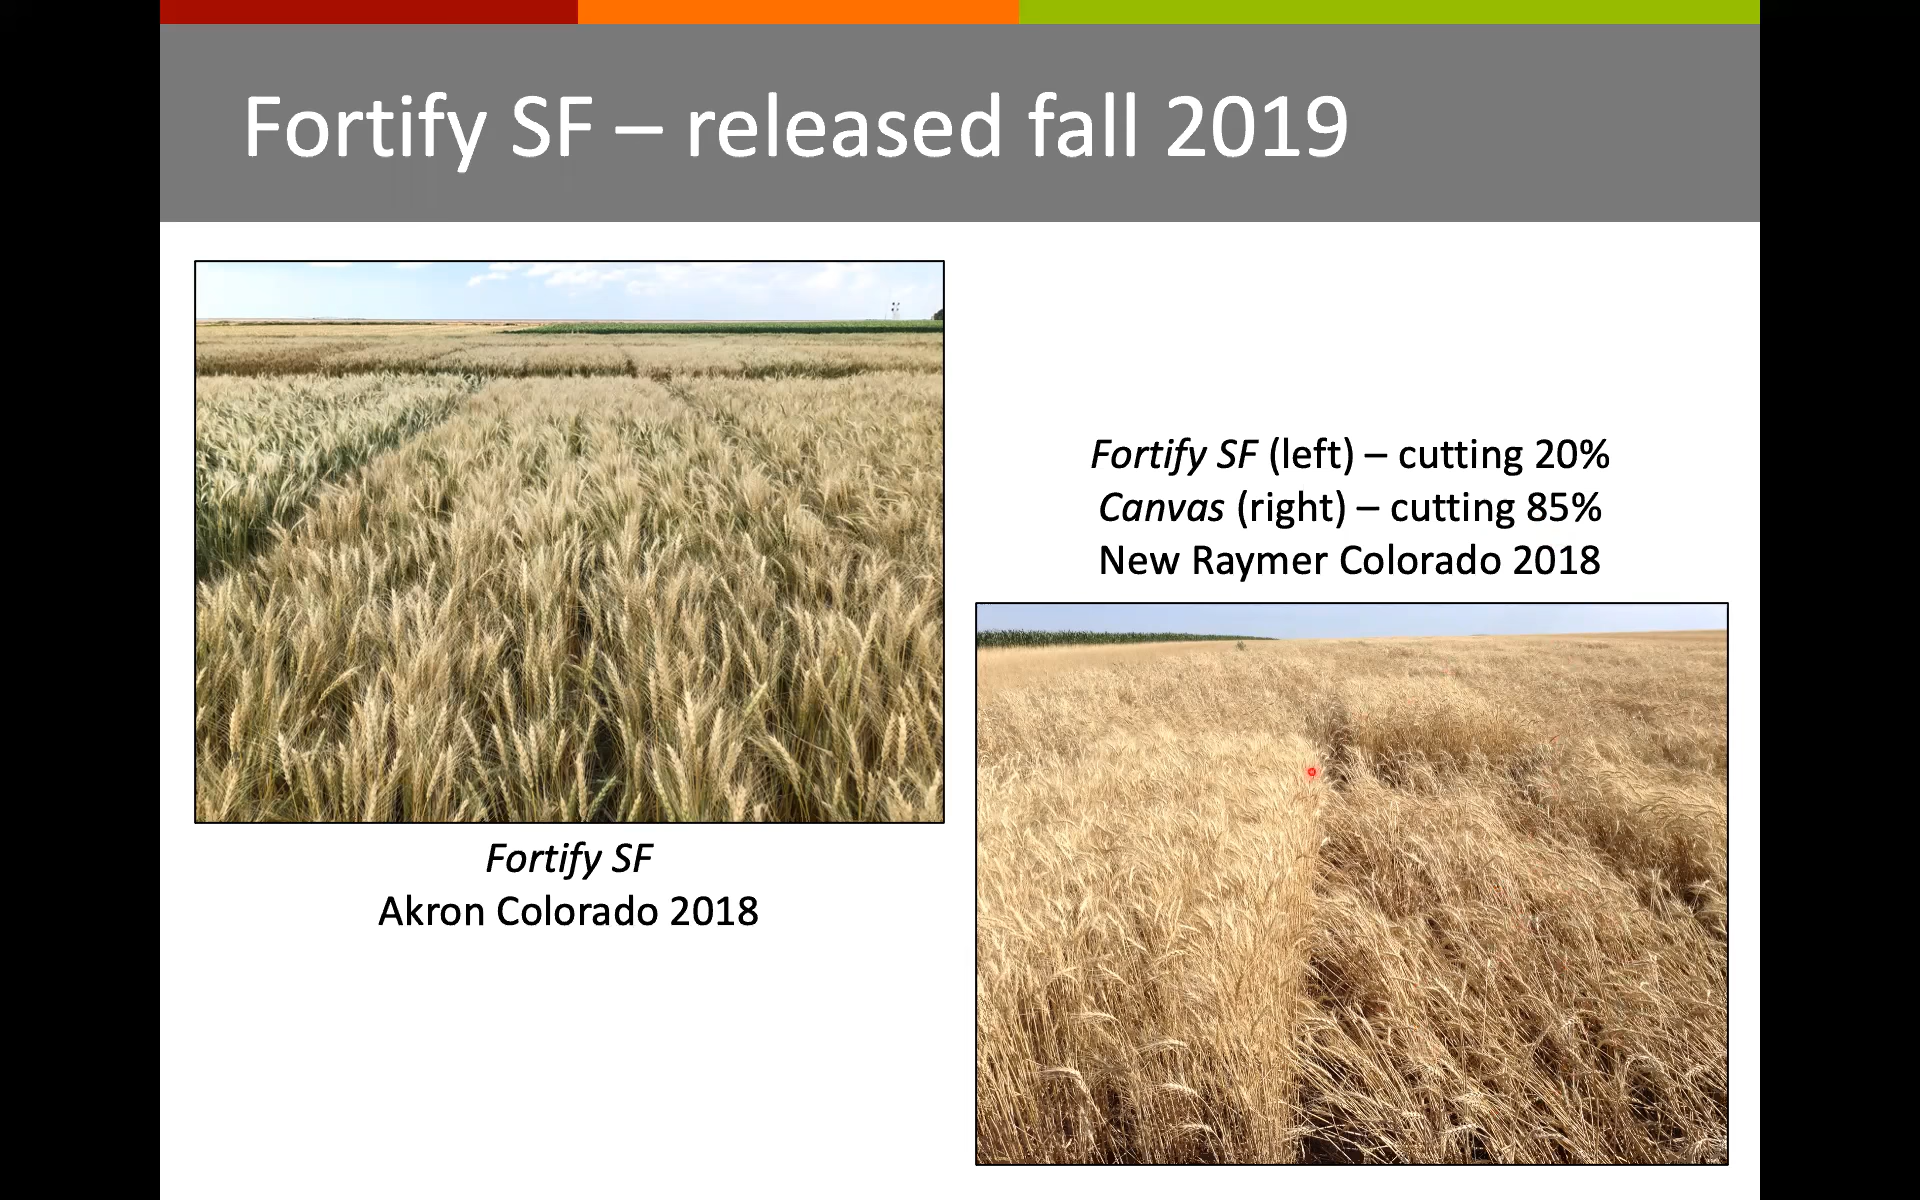 Fortify SF – released fall 2019
Fortify SF (left) – cutting 20%
Canvas (right) – cutting 85%
New Raymer Colorado 2018
Fortify SF
Akron Colorado 2018